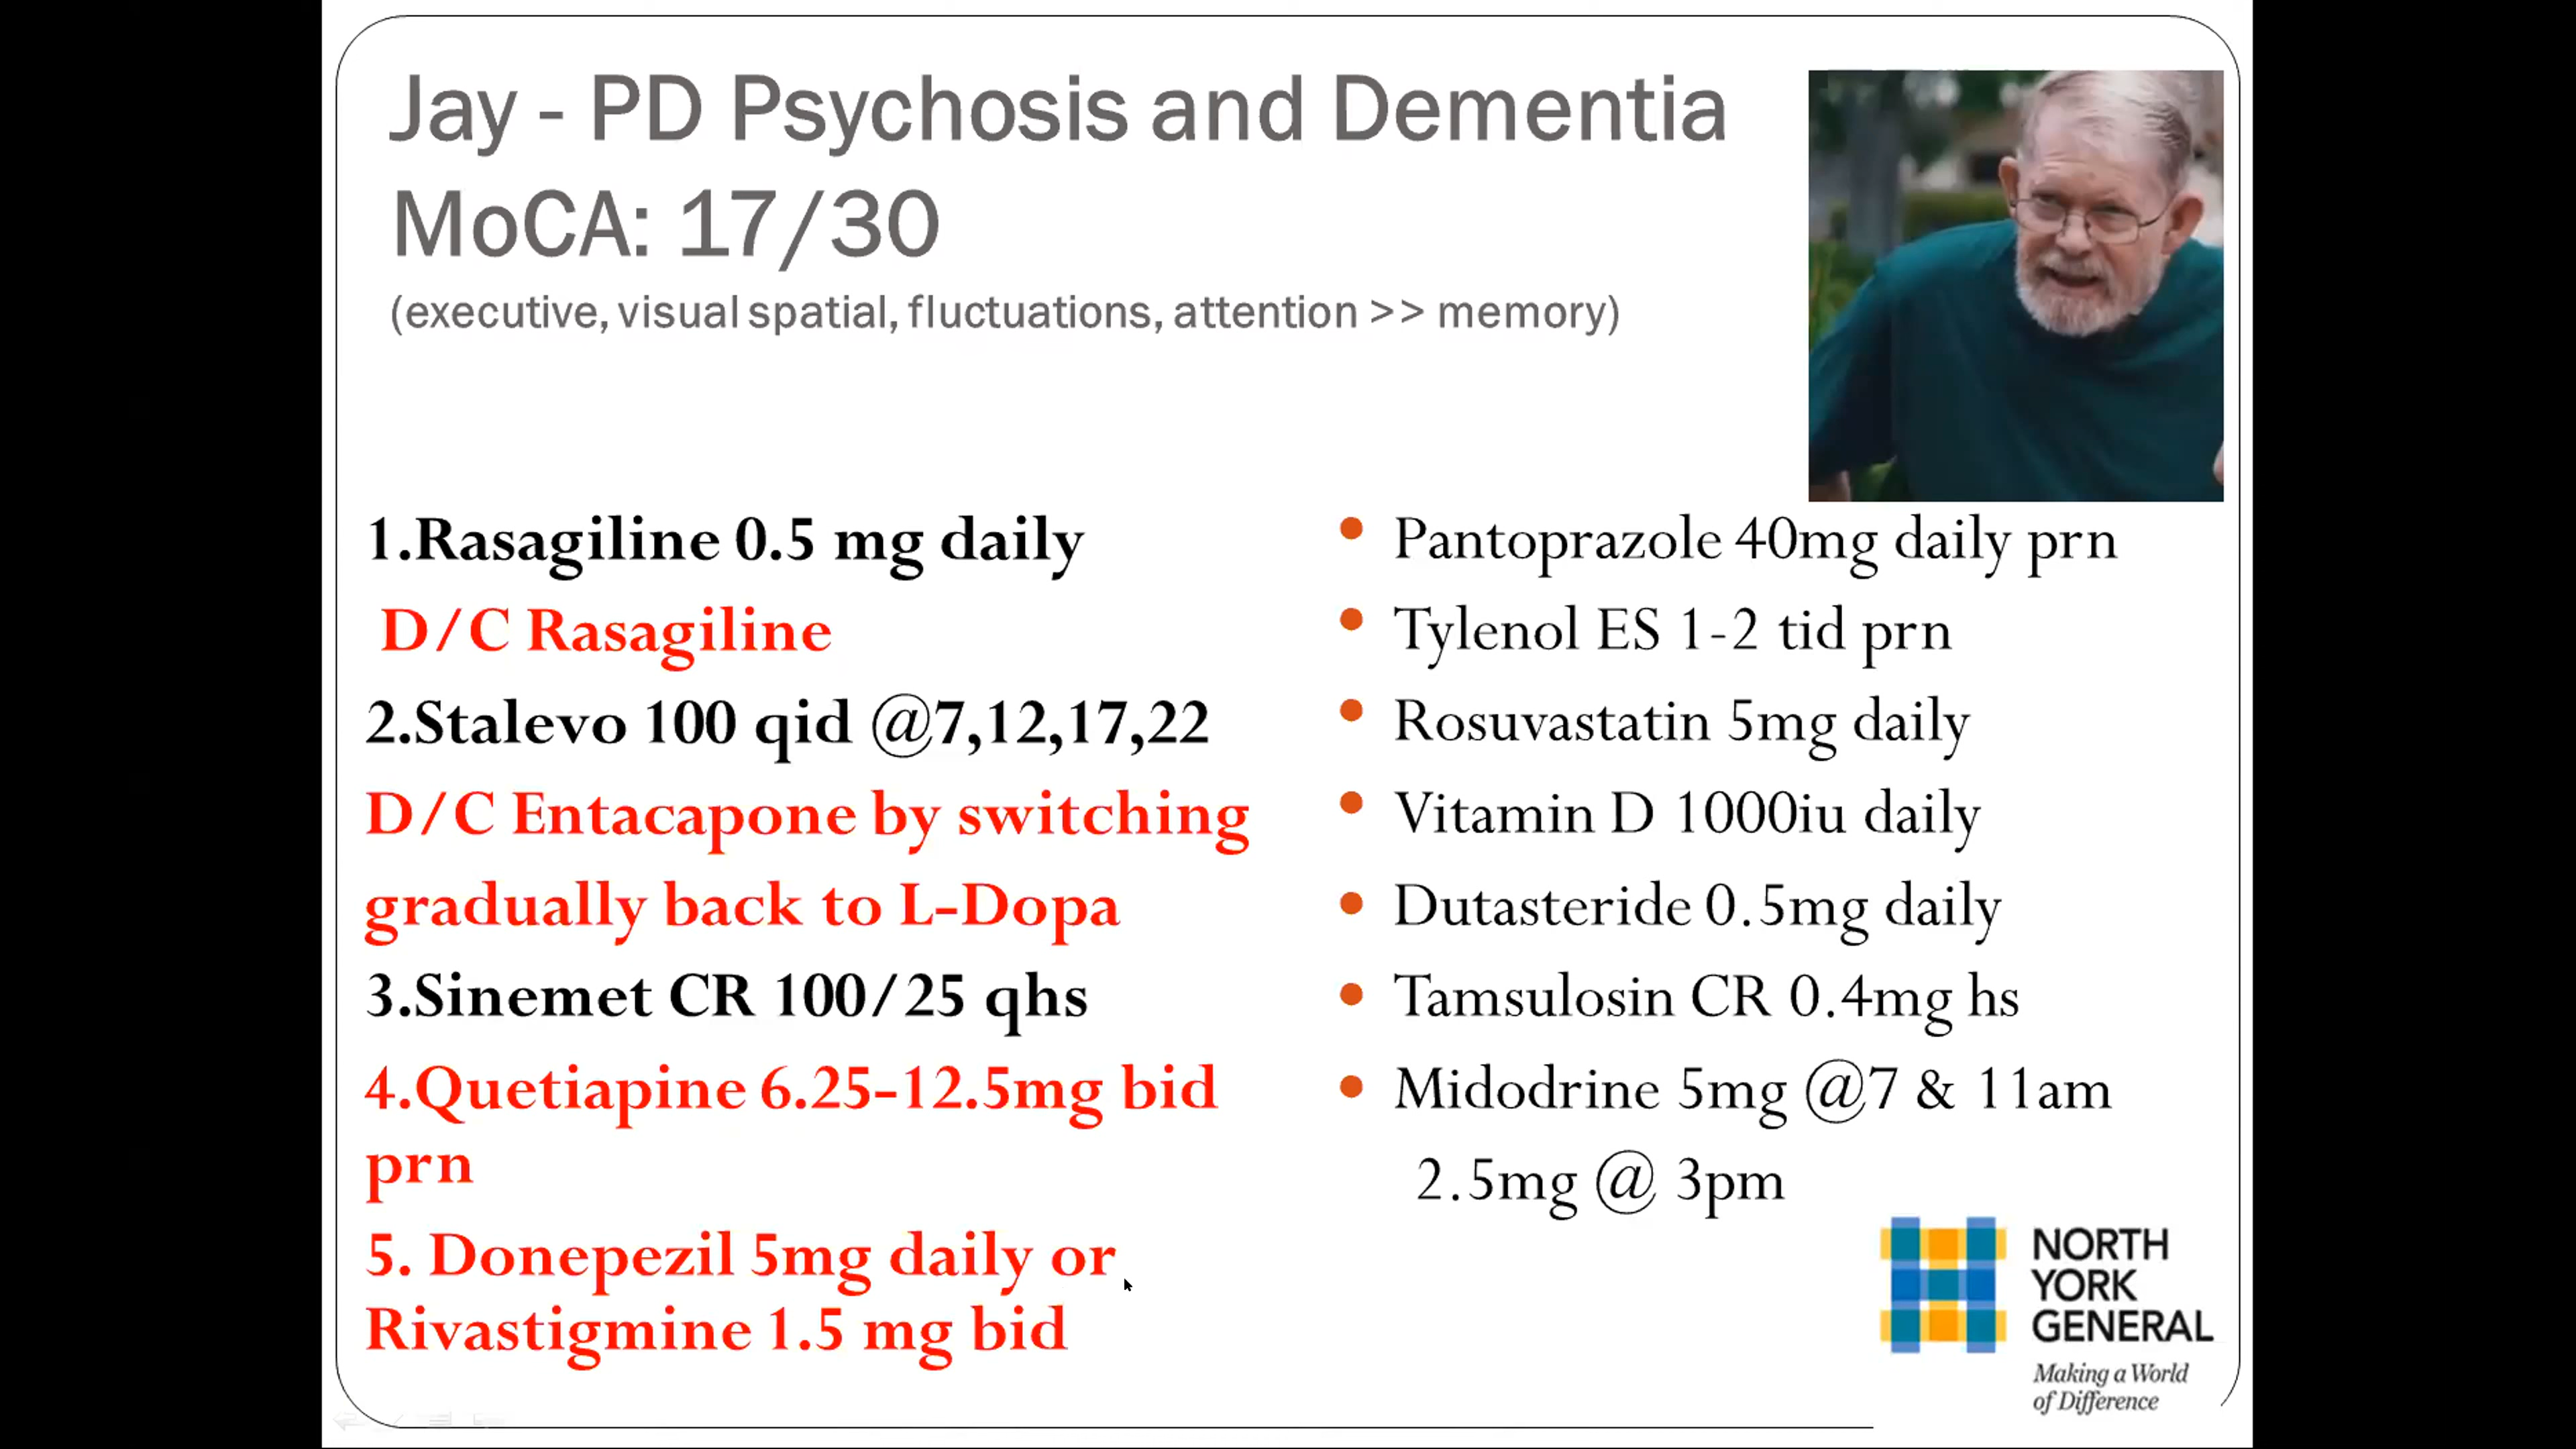 Jay - PD Psychosis and Dementia
MoCA: 17/30
(executive, visual spatial, fluctuations, attention >> memory)
1.Rasagiline 0.5 mg daily
D/C Rasagiline
2.Stalevo 100 qid @7,12,17,22
D/C Entacapone by switching
gradually back to L-Dopa
3.Sinemet CR 100/25 qhs
4.Quetiapine 6.25-12.5mg bid
prn
5. Donepezil 5mg daily or
Rivastigmine 1.5 mg bid
• Pantoprazole 40mg daily prn
• Tylenol ES 1-2 tid prn
• Rosuvastatin 5mg daily
• Vitamin D 1000iu daily
• Dutasteride 0.5mg daily
• Tamsulosin CR 0.4mg hs
• Midodrine 5mg @7 & 11am
2.5mg @ 3pm
NORTH
YORK
GENERAL
Making a World
of Difference